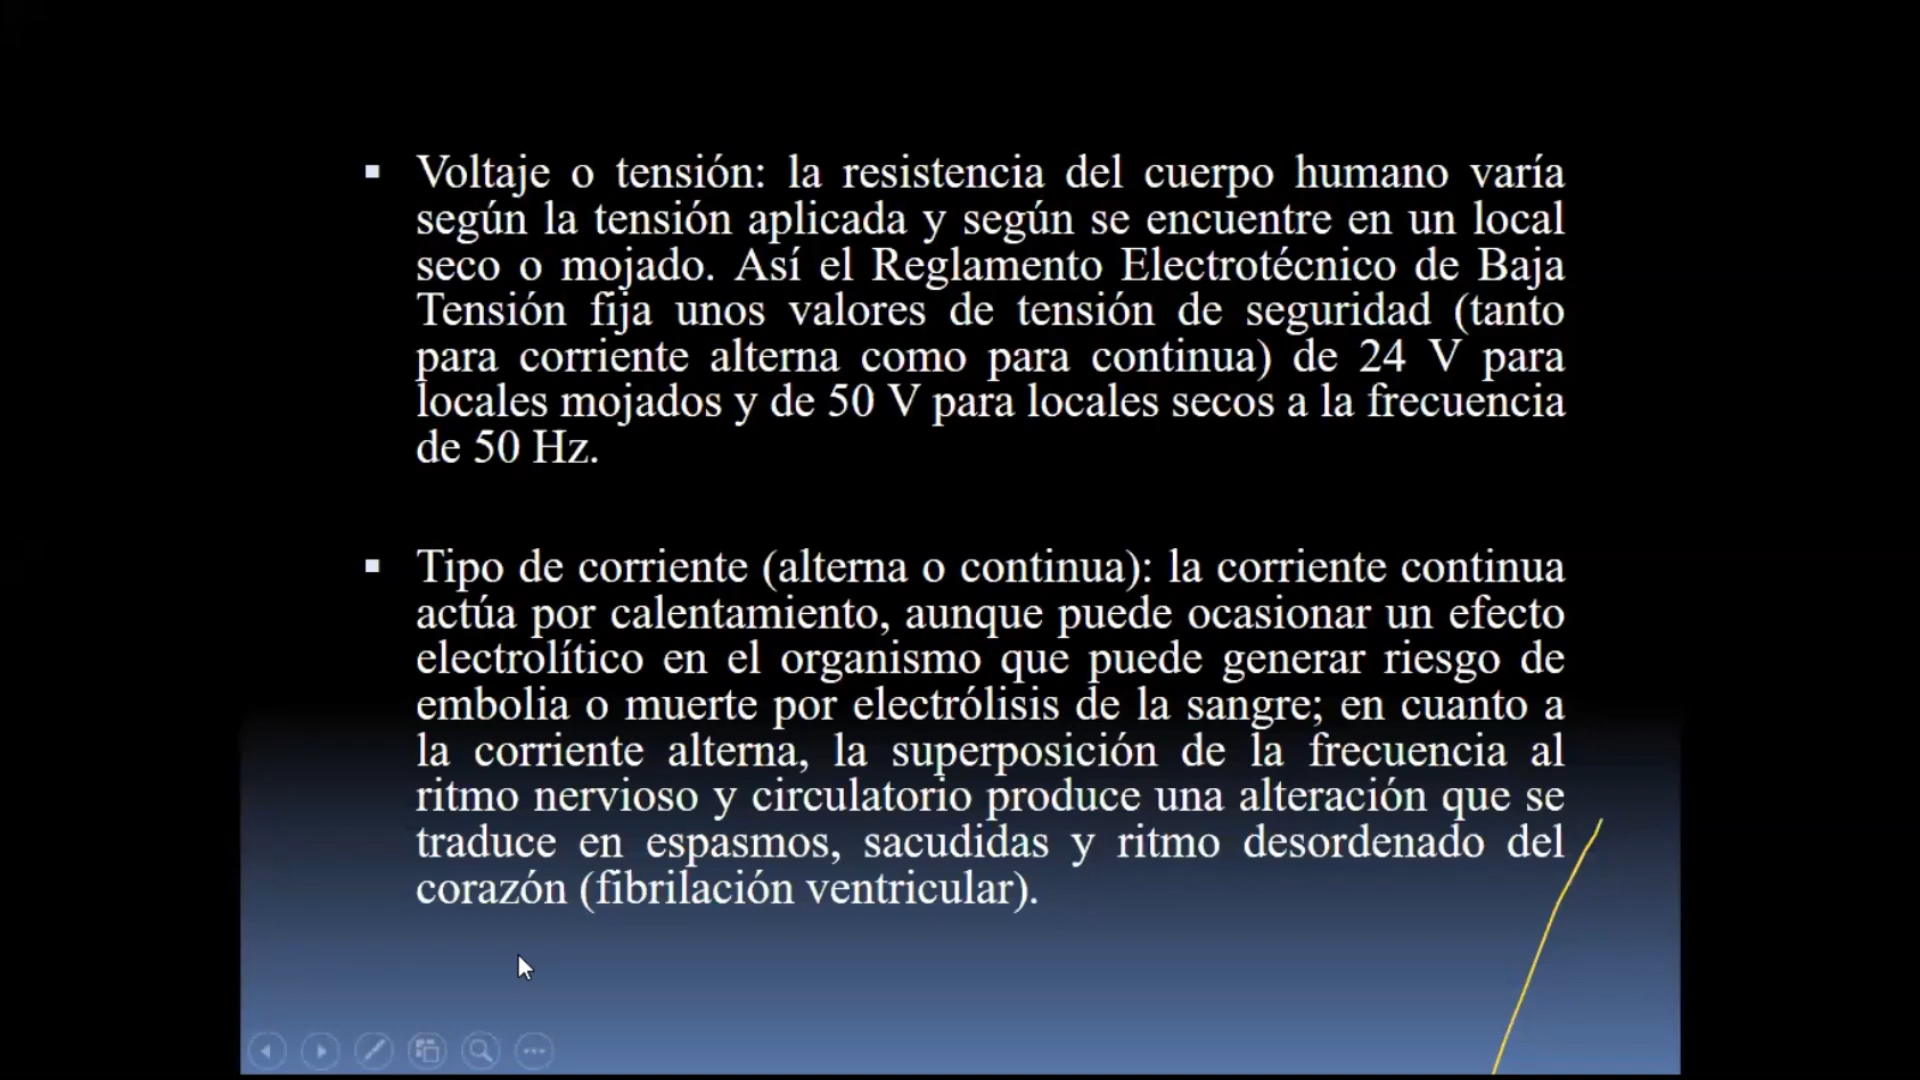 ▪ Voltaje o tensión: la resistencia del cuerpo humano varía
según la tensión aplicada y según se encuentre en un local
seco o mojado. Así el Reglamento Electrotécnico de Baja
Tensión fija unos valores de tensión de seguridad (tanto
para corriente alterna como para continua) de 24 V para
locales mojados y de 50 V para locales secos a la frecuencia
de 50 Hz.
▪ Tipo de corriente (alterna o continua): la corriente continua
actúa por calentamiento, aunque puede ocasionar un efecto
electrolítico en el organismo que puede generar riesgo de
embolia o muerte por electrólisis de la sangre; en cuanto a
la corriente alterna, la superposición de la frecuencia al
ritmo nervioso y circulatorio produce una alteración que se
traduce en espasmos, sacudidas y ritmo desordenado del
corazón (fibrilación ventricular).